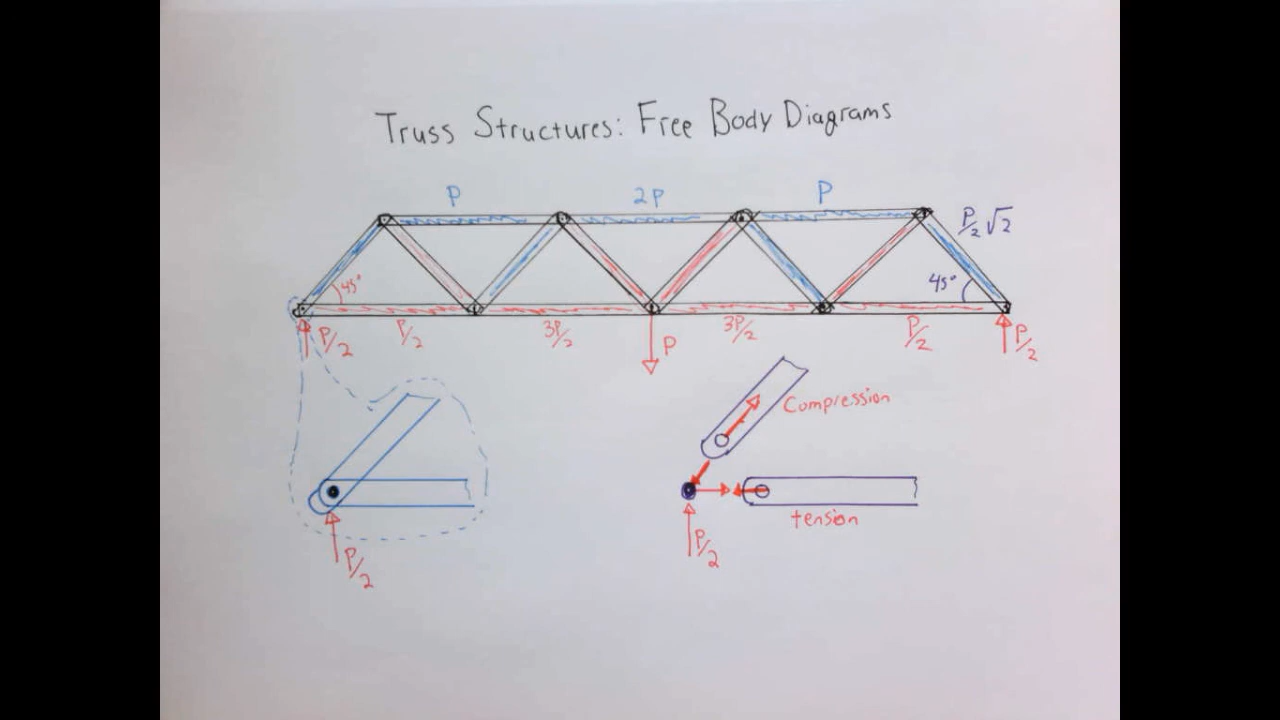 Truss Structures: Free Body Diagrams
P
2P
P
P/2 √2
45°
45°
P/2
P/2
3P/2
P
3P/2
P/2
P/2
Compression
tension
P/2
P/2